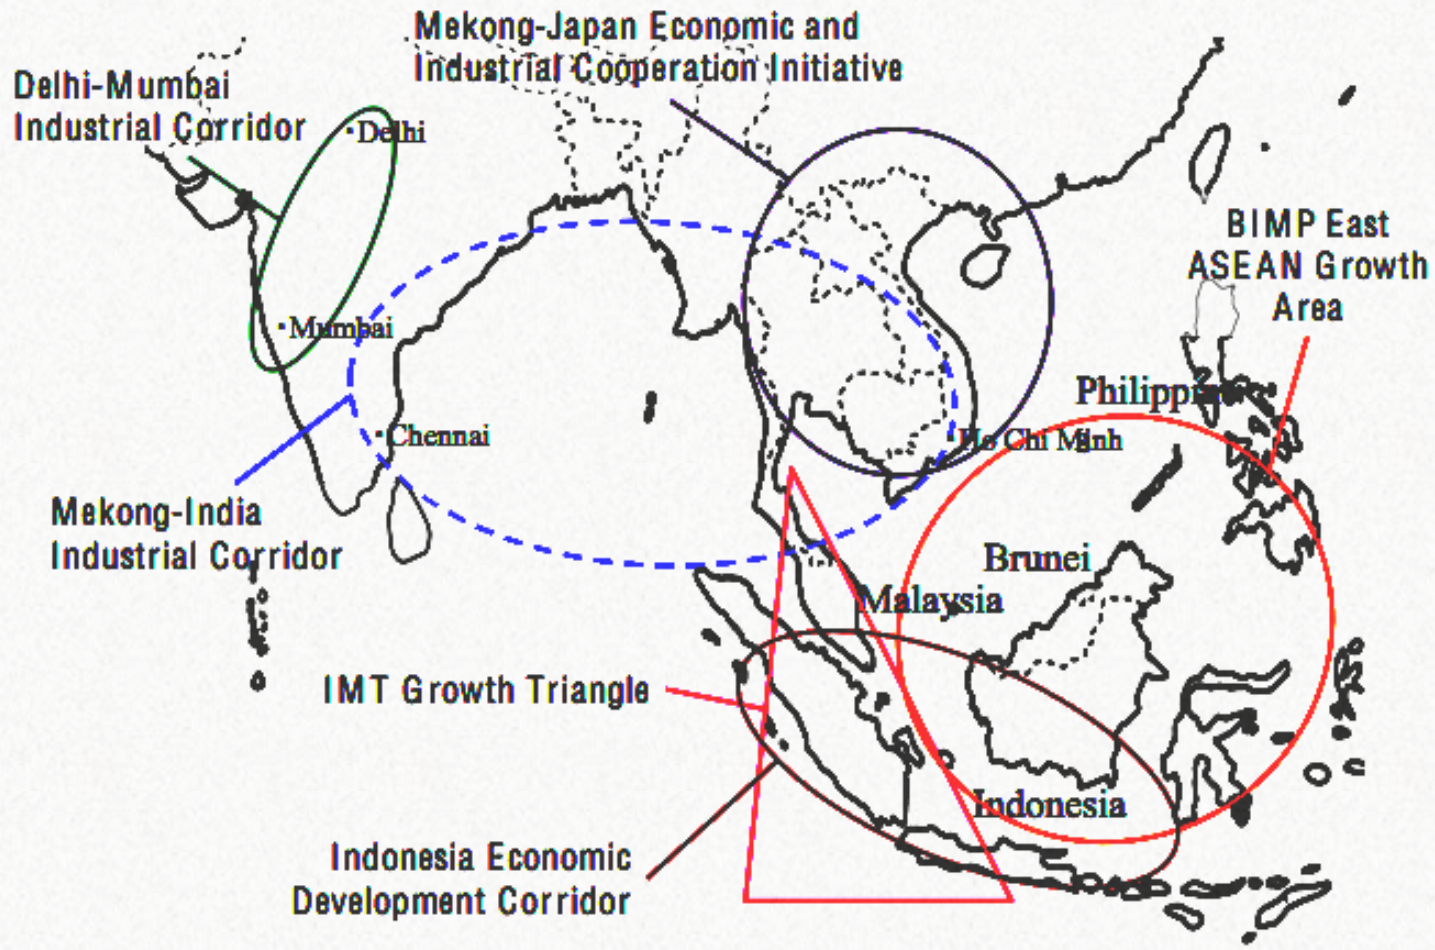 Mekong-Japan Economic and
Industrial Cooperation Initiative
Delhi-Mumbai
Industrial Corridor
Delhi
BIMP East
ASEAN Growth
Area
Mumbai
Philippines
Chennai
Ho Chi Minh
Mekong-India
Industrial Corridor
Brunei
Malaysia
IMT Growth Triangle
Indonesia
Indonesia Economic
Development Corridor